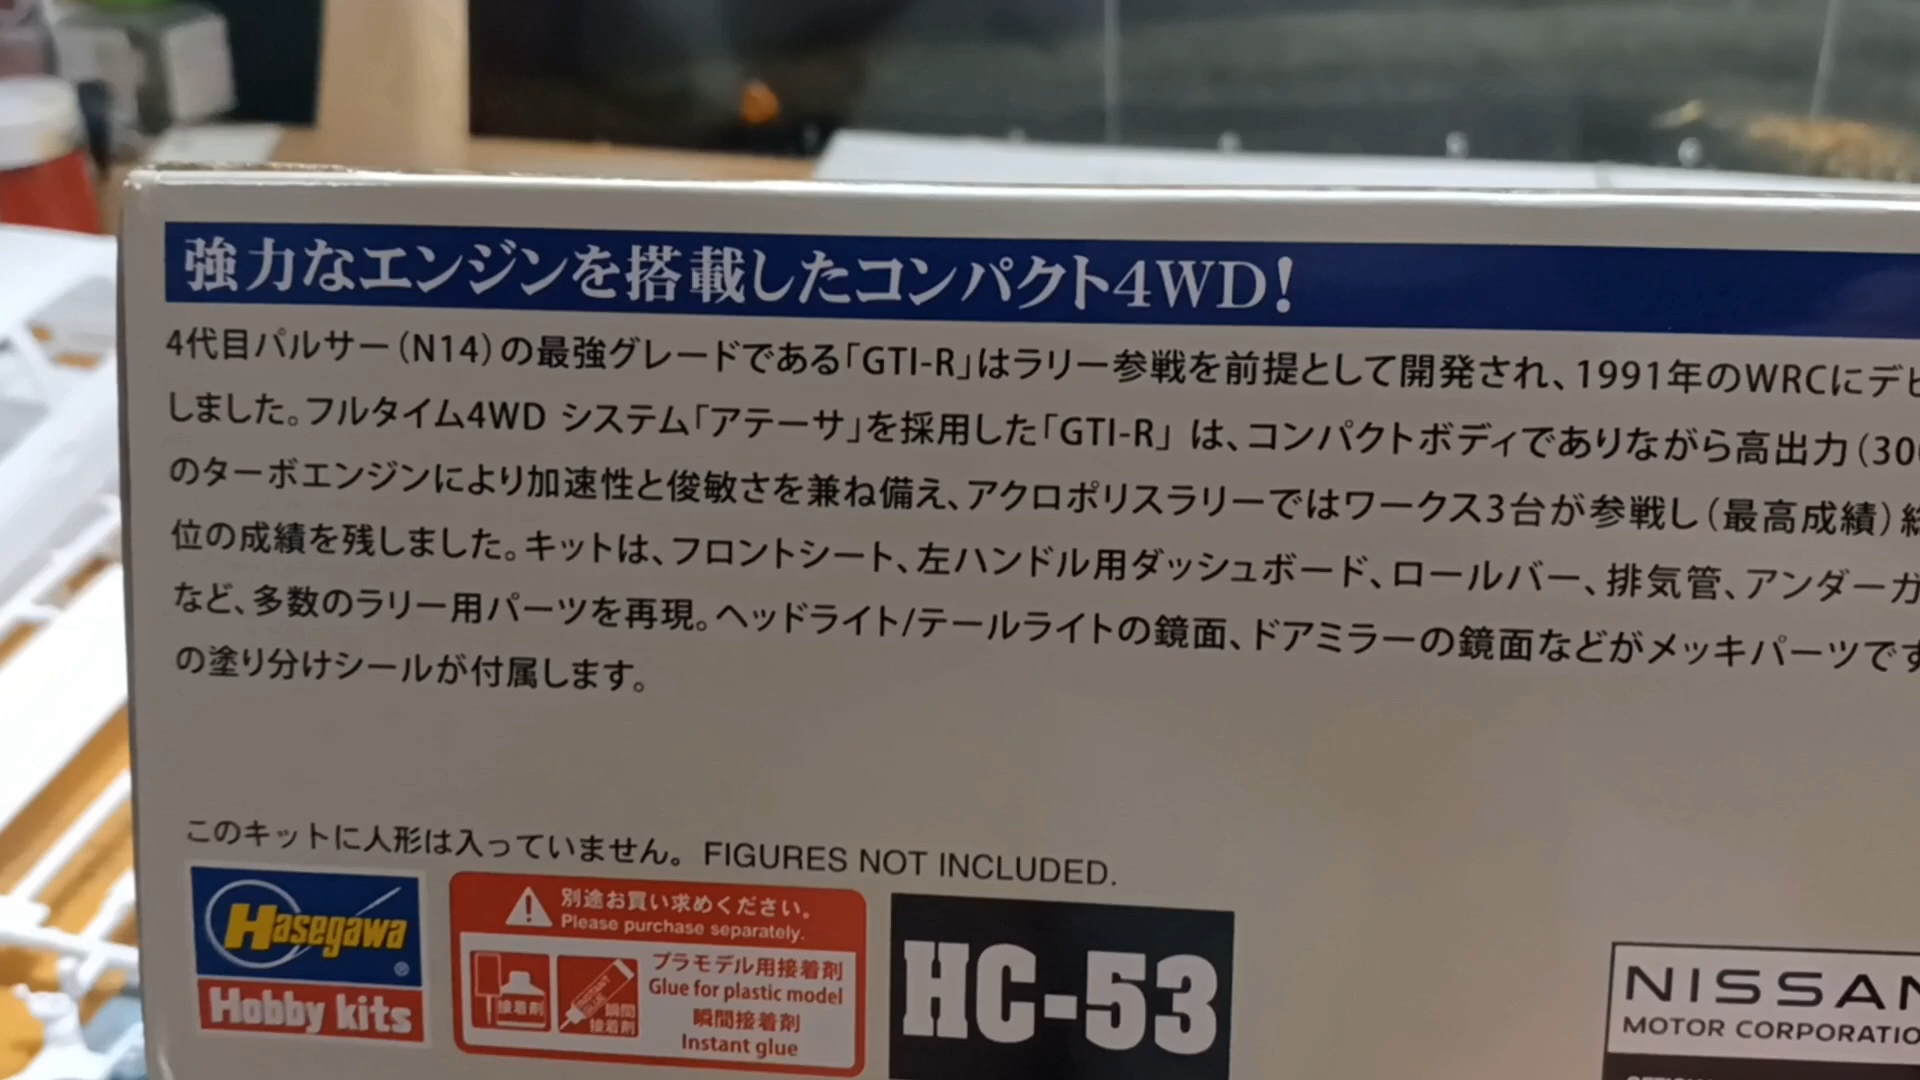 強力なエンジンを搭載したコンパクト4WD!
4代目パルサー(N14)の最強グレードである「GTI-R」はラリー参戦を前提として開発され、1991年のWRCにデビ
しました。フルタイム4WD システム「アテーサ」を採用した「GTI-R」は、コンパクトボディでありながら高出力(30
のターボエンジンにより加速性と俊敏さを兼ね備え、アクロポリスラリーではワークス3台が参戦し(最高成績)総
位の成績を残しました。キットは、フロントシート、左ハンドル用ダッシュボード、ロールバー、排気管、アンダーガ
など、多数のラリー用パーツを再現。ヘッドライト/テールライトの鏡面、ドアミラーの鏡面などがメッキパーツです
の塗り分けシールが付属します。
このキットに人形は入っていません。FIGURES NOT INCLUDED.
Hasegawa
Hobby kits
別途お買い求めください。
Please purchase separately.
接着剤
INSTANT GLUE
瞬間
接着剤
プラモデル用接着剤
Glue for plastic model
瞬間接着剤
Instant glue
HC-53
NISSAN
MOTOR CORPORATIO